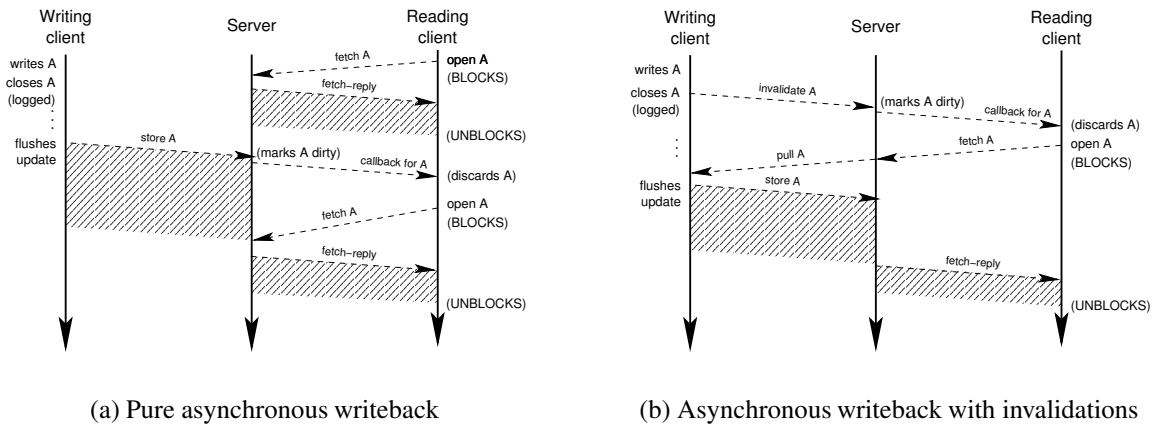 Writing
client
Server
Reading
client
writes A
closes A
(logged)
flushes
update
fetch A
open A
(BLOCKS)
fetch−reply
(UNBLOCKS)
store A
(marks A dirty)
callback for A
(discards A)
open A
(BLOCKS)
fetch A
fetch−reply
(UNBLOCKS)
(a) Pure asynchronous writeback
Writing
client
Server
Reading
client
writes A
closes A
(logged)
invalidate A
(marks A dirty)
callback for A
(discards A)
open A
(BLOCKS)
fetch A
pull A
flushes
update
store A
fetch−reply
(UNBLOCKS)
(b) Asynchronous writeback with invalidations